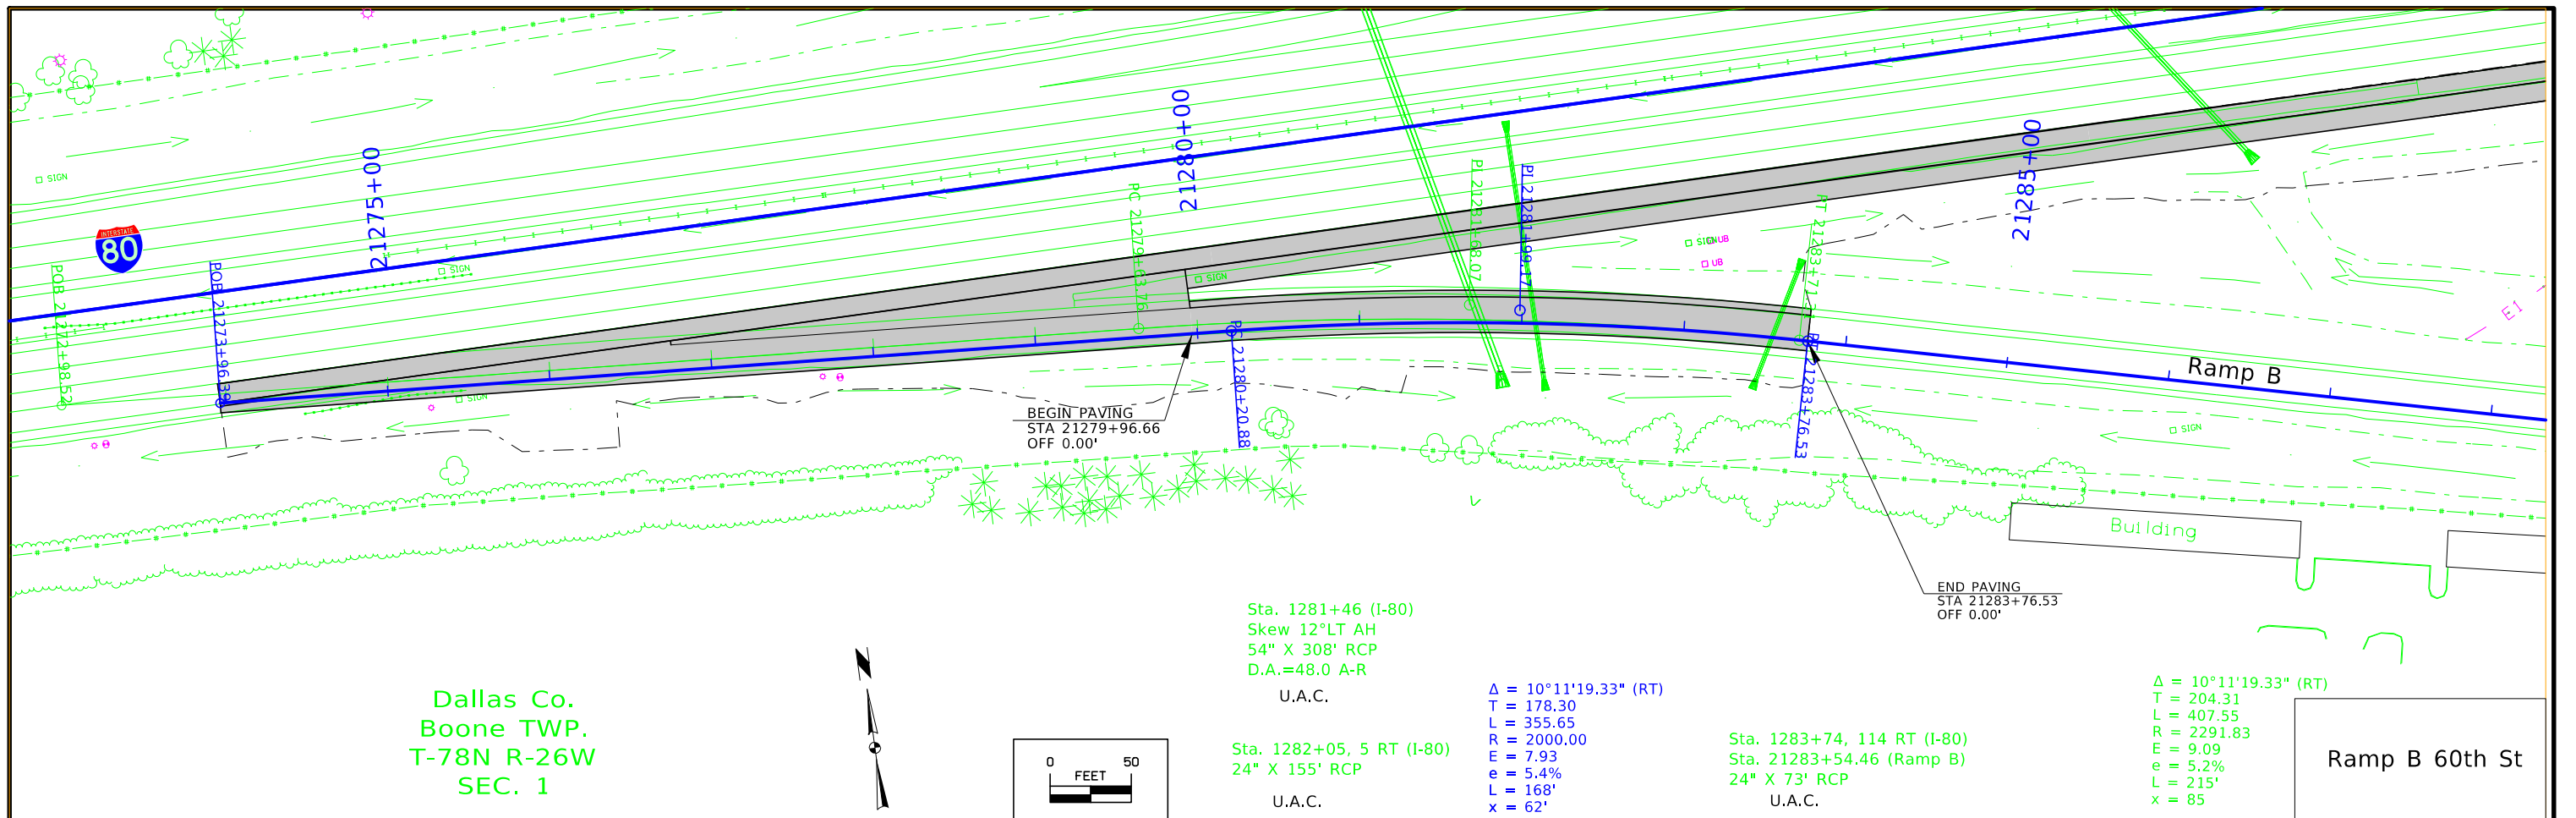 SIGN
INTERSTATE
80
POB 21272+98.52
POB 21273+96.39
21275+00
SIGN
SIGN
PC 21279+63.76
21280+00
SIGN
PC 21280+20.88
PI 21281+68.07
PI 21281+99.17
SIGN
UB
UB
21285+00
PT 21283+76.53
Ramp B
E1
SIGN
BEGIN PAVING
STA 21279+96.66
OFF 0.00'
Building
END PAVING
STA 21283+76.53
OFF 0.00'
Dallas Co.
Boone TWP.
T-78N R-26W
SEC. 1
0 50
FEET
Sta. 1281+46 (I-80)
Skew 12°LT AH
54" X 308' RCP
D.A.=48.0 A-R
U.A.C.
Sta. 1282+05, 5 RT (I-80)
24" X 155' RCP
U.A.C.
Δ = 10°11'19.33" (RT)
T = 178.30
L = 355.65
R = 2000.00
E = 7.93
e = 5.4%
L = 168'
x = 62'
Sta. 1283+74, 114 RT (I-80)
Sta. 21283+54.46 (Ramp B)
24" X 73' RCP
U.A.C.
Δ = 10°11'19.33" (RT)
T = 204.31
L = 407.55
R = 2291.83
E = 9.09
e = 5.2%
L = 215'
x = 85
Ramp B 60th St